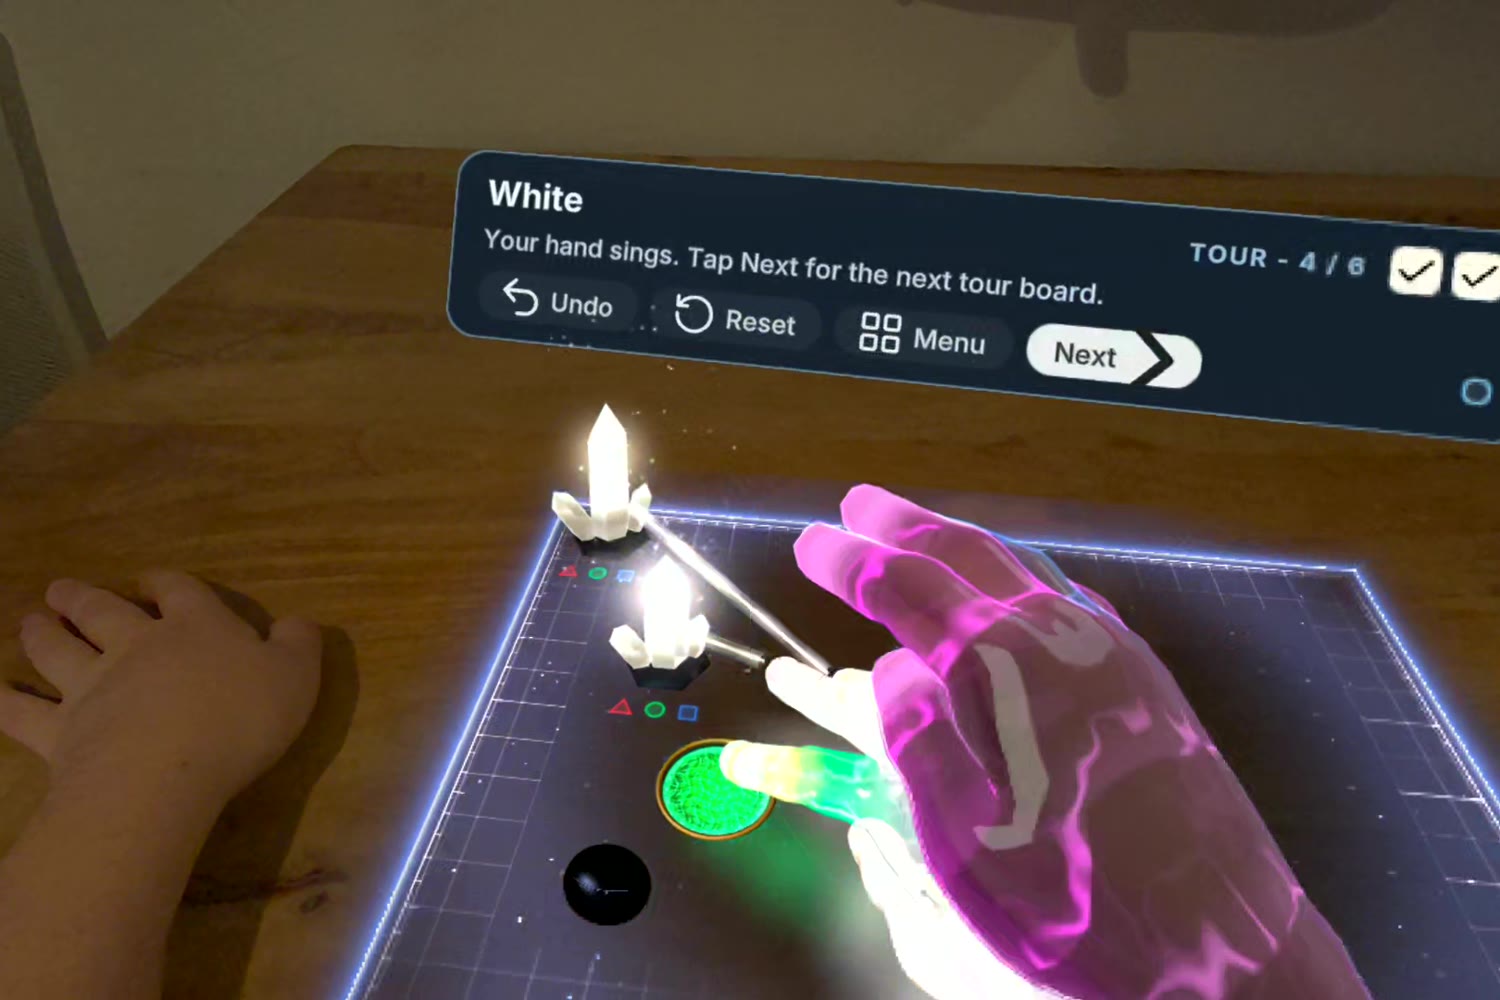 White
Your hand sings. Tap Next for the next tour board.
TOUR - 4 / 6
Undo
Reset
Menu
Next